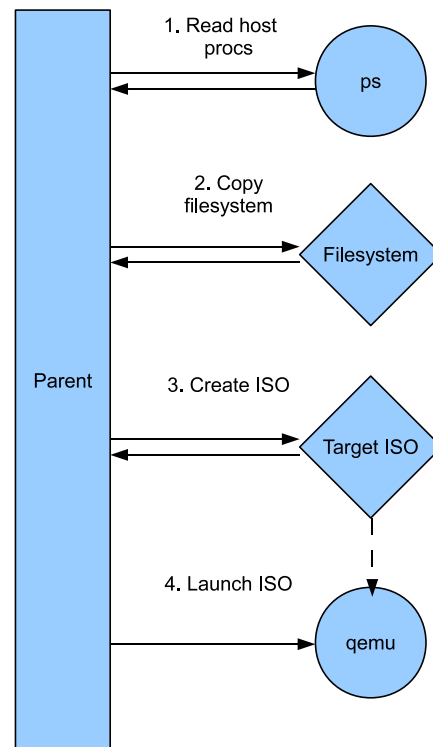 1. Read host
procs
ps
2. Copy
filesystem
Filesystem
Parent
3. Create ISO
Target ISO
4. Launch ISO
qemu